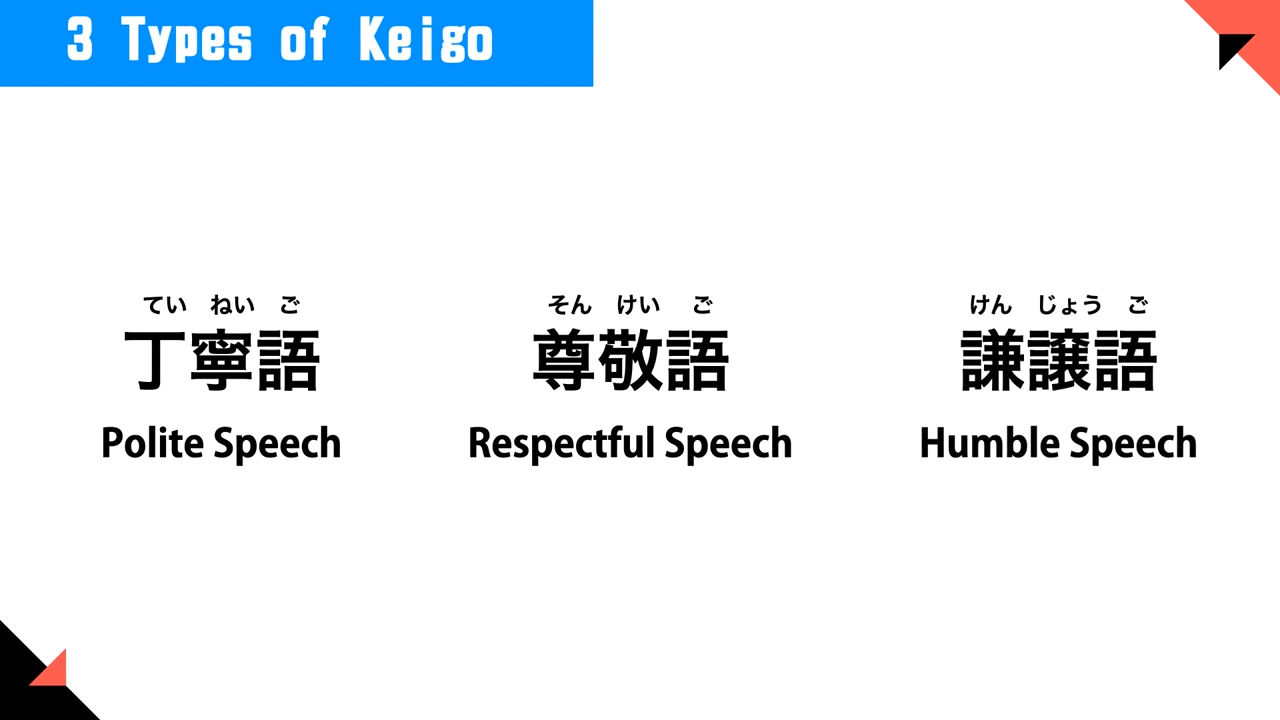 3 Types of Keigo
てい ねい ご
丁寧語
Polite Speech
そん けい ご
尊敬語
Respectful Speech
けん じょう ご
謙譲語
Humble Speech